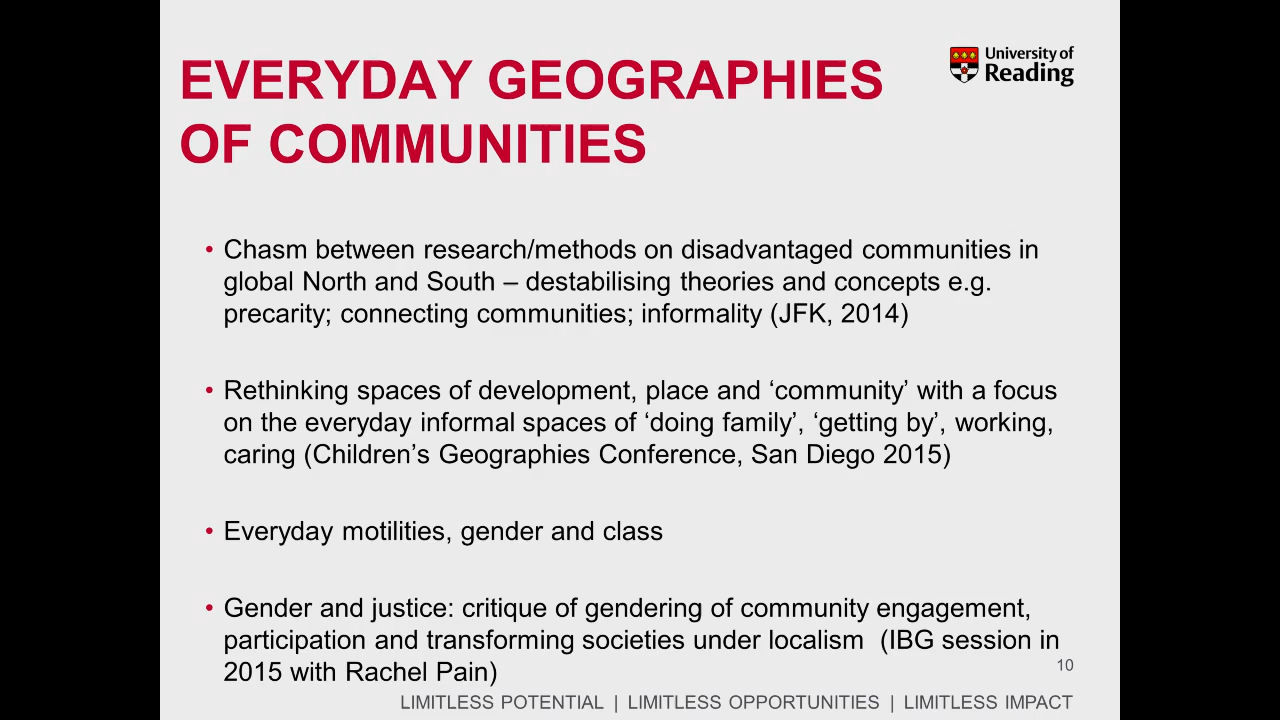 EVERYDAY GEOGRAPHIES
OF COMMUNITIES
University of
Reading
• Chasm between research/methods on disadvantaged communities in
global North and South – destabilising theories and concepts e.g.
precarity; connecting communities; informality (JFK, 2014)
• Rethinking spaces of development, place and ‘community’ with a focus
on the everyday informal spaces of ‘doing family’, ‘getting by’, working,
caring (Children’s Geographies Conference, San Diego 2015)
• Everyday motilities, gender and class
• Gender and justice: critique of gendering of community engagement,
participation and transforming societies under localism  (IBG session in
2015 with Rachel Pain)
10
LIMITLESS POTENTIAL | LIMITLESS OPPORTUNITIES | LIMITLESS IMPACT